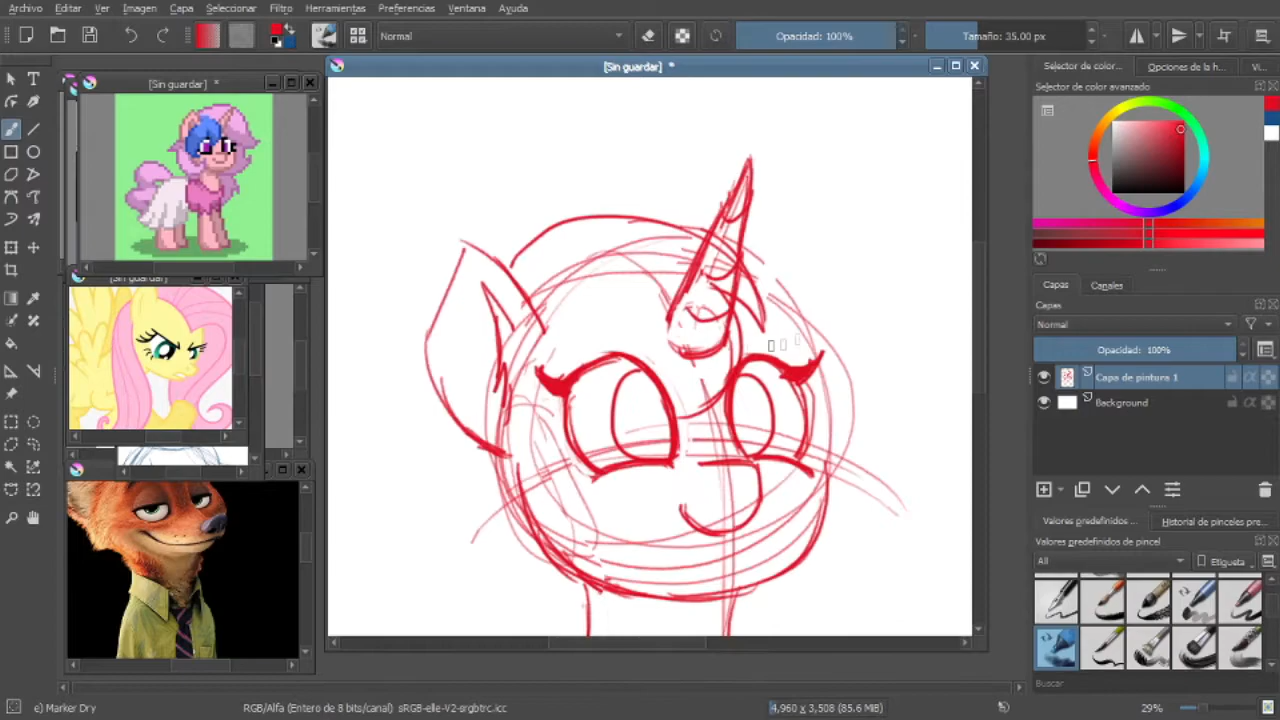 Archivo Editar Ver Imagen Capa Seleccionar Filtro Herramientas Preferencias Ventana Ayuda
Normal Opacidad: 100% Tamaño: 35.00 px
[Sin guardar] *
[Sin guardar] *
[Sin guardar]
Selector de color... Opciones de la h... Vi...
Selector de color avanzado
Capas Canales
Capas
Normal
Opacidad: 100%
Capa de pintura 1
Background
Valores predefinidos ... Historial de pinceles pre...
Valores predefinidos de pincel
All Etiqueta
Buscar
e) Marker Dry RGB/Alfa (Entero de 8 bits/canal) sRGB-elle-V2-srgbtrc.icc 4,960 x 3,508 (85.6 MiB) 29%